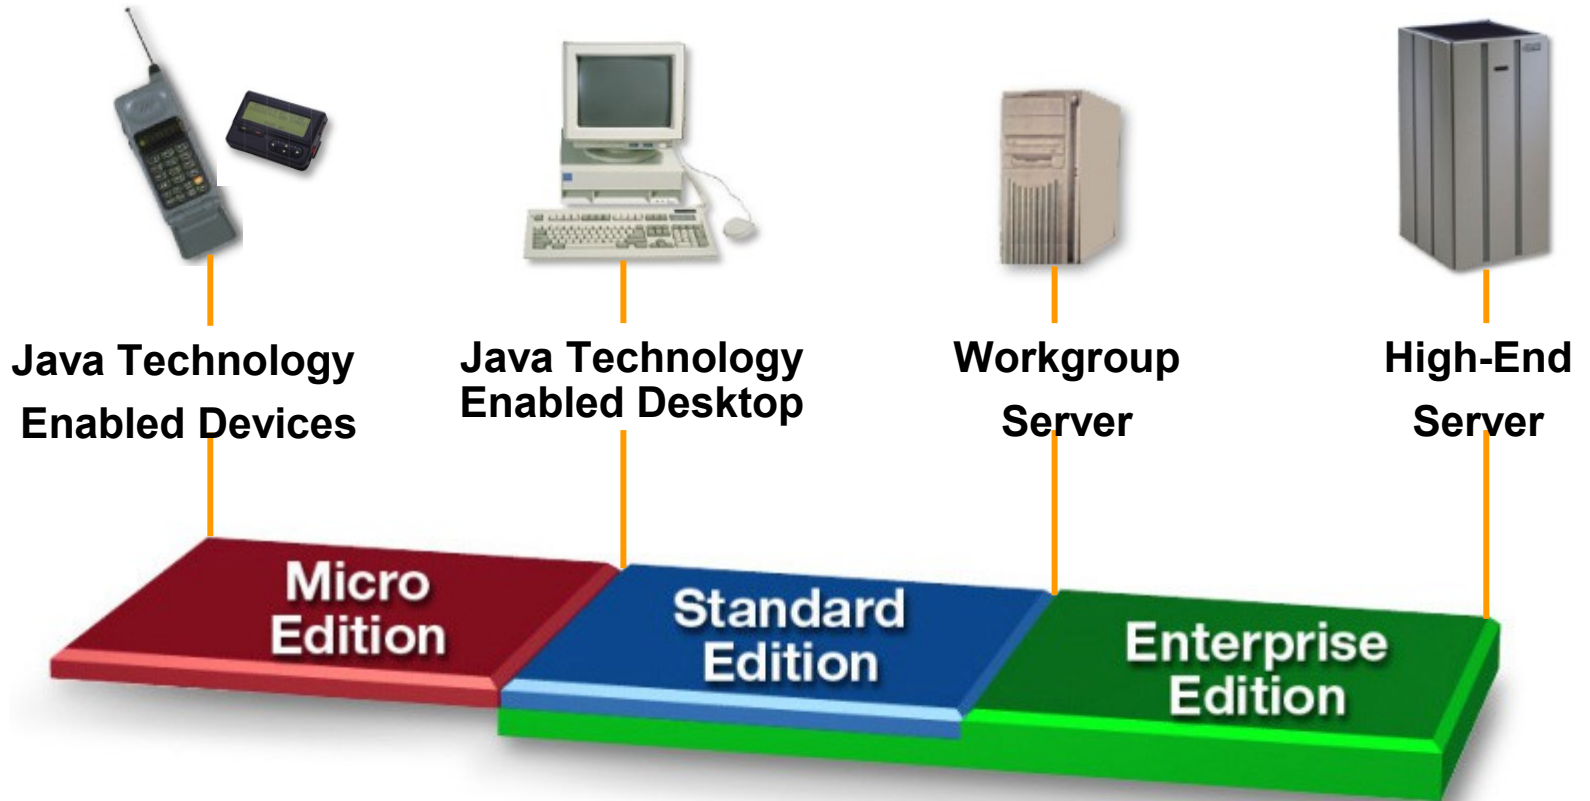 Java Technology
Enabled Devices
Java Technology
Enabled Desktop
Workgroup
Server
High-End
Server
Micro
Edition
Standard
Edition
Enterprise
Edition